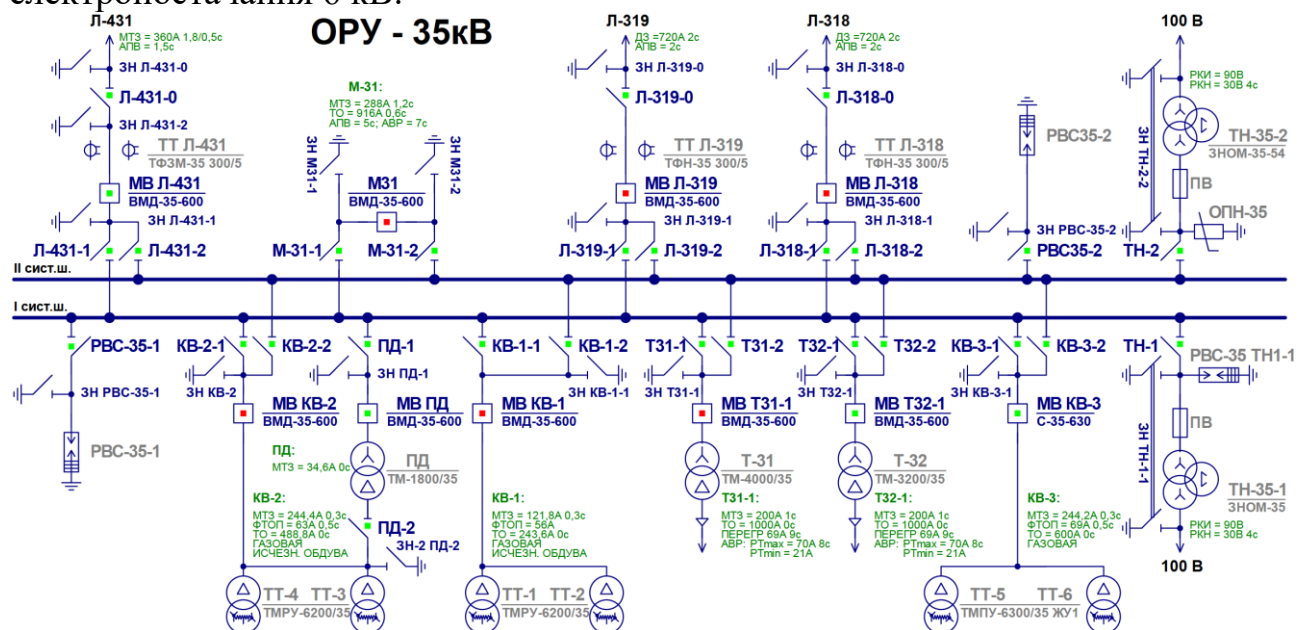 електропостачання 6 кВ.
ОРУ - 35кВ
Л-431
МТЗ = 360А 1,8/0,5с
АПВ = 1,5с
ЗН Л-431-0
Л-431-0
ЗН Л-431-2
ТТ Л-431
ТФЗМ-35 300/5
МВ Л-431
ВМД-35-600
ЗН Л-431-1
Л-431-1
Л-431-2
М-31:
МТЗ = 288А 1,2с
ТО = 916А 0,6с
АПВ = 5с; АВР = 7с
ЗН М31-1
ЗН М31-2
М31
ВМД-35-600
М-31-1
М-31-2
Л-319
ДЗ =720А 2с
АПВ = 2с
ЗН Л-319-0
Л-319-0
ТТ Л-319
ТФН-35 300/5
МВ Л-319
ВМД-35-600
ЗН Л-319-1
Л-319-1
Л-319-2
Л-318
ДЗ =720А 2с
АПВ = 2с
ЗН Л-318-0
Л-318-0
ТТ Л-318
ТФН-35 300/5
МВ Л-318
ВМД-35-600
ЗН Л-318-1
Л-318-1
Л-318-2
РВС35-2
ЗН РВС-35-2
РВС35-2
100 В
РКИ = 90В
РКН = 30В 4с
ЗН ТН-2-2
ТН-35-2
ЗНОМ-35-54
ПВ
ОПН-35
ТН-2
II сист.ш.
I сист.ш.
РВС-35-1
ЗН РВС-35-1
РВС-35-1
КВ-2-1
КВ-2-2
ЗН КВ-2
МВ КВ-2
ВМД-35-600
КВ-2:
МТЗ = 244,4А 0,3с
ФТОП = 63А 0,5с
ТО = 488,8А 0с
ГАЗОВАЯ
ИСЧЕЗН. ОБДУВА
ПД-1
ЗН ПД-1
МВ ПД
ВМД-35-600
ПД:
МТЗ = 34,6А 0с
ПД
ТМ-1800/35
ПД-2
ЗН-2 ПД-2
ТТ-4
ТТ-3
ТМРУ-6200/35
КВ-1-1
КВ-1-2
ЗН КВ-1-1
МВ КВ-1
ВМД-35-600
КВ-1:
МТЗ = 121,8А 0,3с
ФТОП = 56А
ТО = 243,6А 0с
ГАЗОВАЯ
ИСЧЕЗН. ОБДУВА
ТТ-1
ТТ-2
ТМРУ-6200/35
Т31-1
Т31-2
ЗН Т31-1
МВ Т31-1
ВМД-35-600
Т-31
ТМ-4000/35
Т31-1:
МТЗ = 200А 1с
ТО = 1000А 0с
ПЕРЕГР 69А 9с
АВР: РТmax = 70А 8с
РТmin = 21А
Т32-1
Т32-2
ЗН Т32-1
МВ Т32-1
ВМД-35-600
Т-32
ТМ-3200/35
Т32-1:
МТЗ = 200А 1с
ТО = 1000А 0с
ПЕРЕГР 69А 9с
АВР: РТmax = 70А 8с
РТmin = 21А
КВ-3-1
КВ-3-2
ЗН КВ-3-1
МВ КВ-3
С-35-630
КВ-3:
МТЗ = 244,2А 0,3с
ФТОП = 69А 0,5с
ТО = 600А 0с
ГАЗОВАЯ
ТТ-5
ТТ-6
ТМПУ-6300/35 ЖУ1
ТН-1
РВС-35 ТН1-1
ПВ
ЗН ТН-1-1
ТН-35-1
ЗНОМ-35
РКИ = 90В
РКН = 30В 4с
100 В